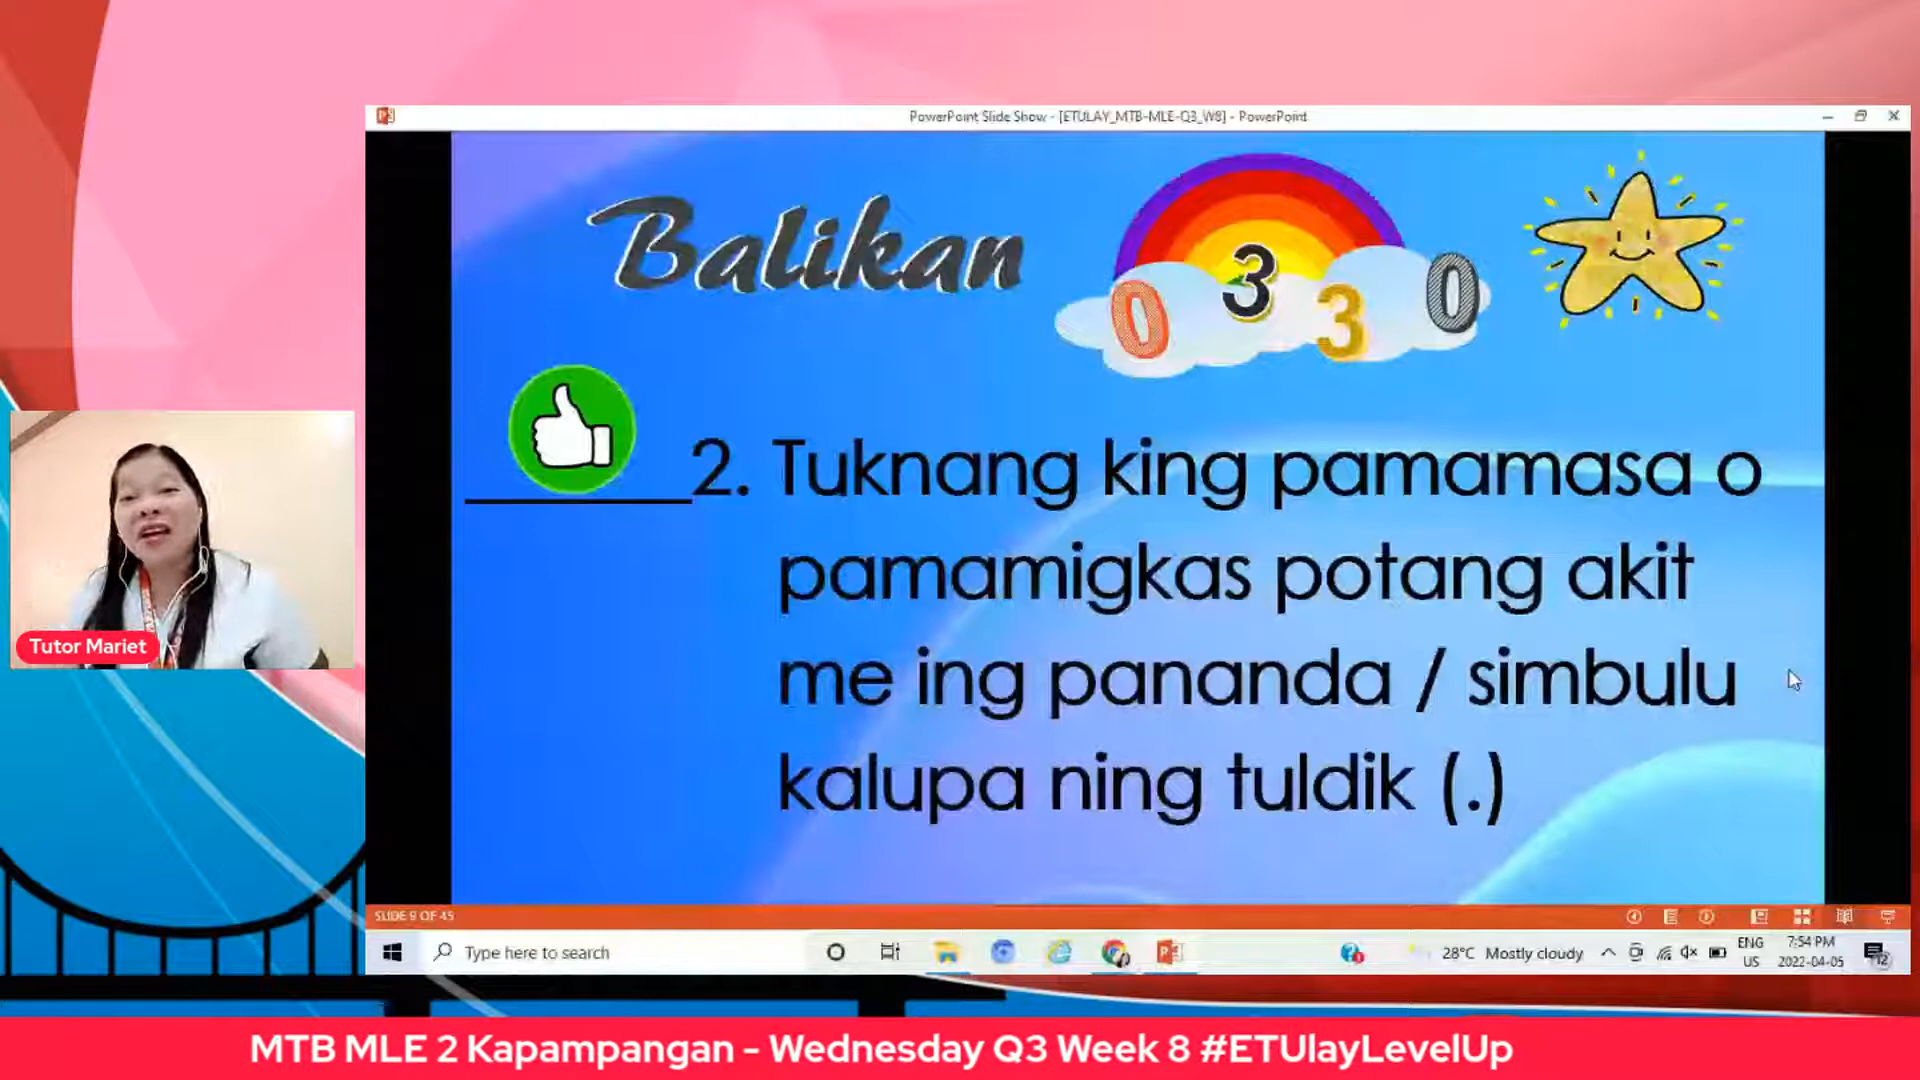 PowerPoint Slide Show - [ETULAY_MTB-MLE-Q3_W8] - PowerPoint
Balikan
0 3 3 0
2. Tuknang king pamamasa o
pamamigkas potang akit
me ing pananda / simbulu
kalupa ning tuldik (.)
Tutor Mariet
SLIDE 9 OF 45
Type here to search
28°C Mostly cloudy
ENG
US
7:54 PM
2022-04-05
12
MTB MLE 2 Kapampangan - Wednesday Q3 Week 8 #ETUlayLevelUp